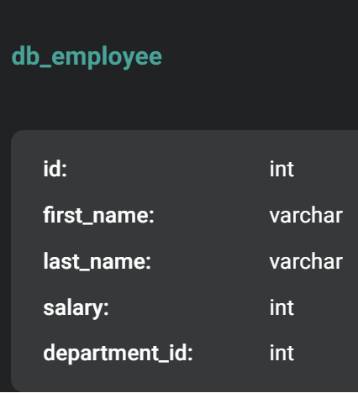 db_employee
id: int
first_name: varchar
last_name: varchar
salary: int
department_id: int